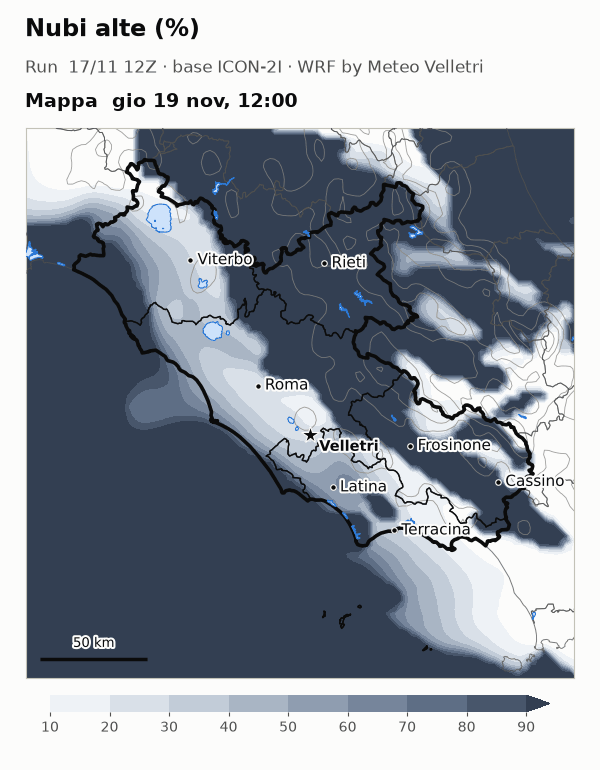 Nubi alte (%)
Run 17/11 12Z · base ICON-2I · WRF by Meteo Velletri
Mappa gio 19 nov, 12:00
Viterbo
Rieti
Roma
Velletri
Frosinone
Latina
Cassino
Terracina
50 km
10 20 30 40 50 60 70 80 90